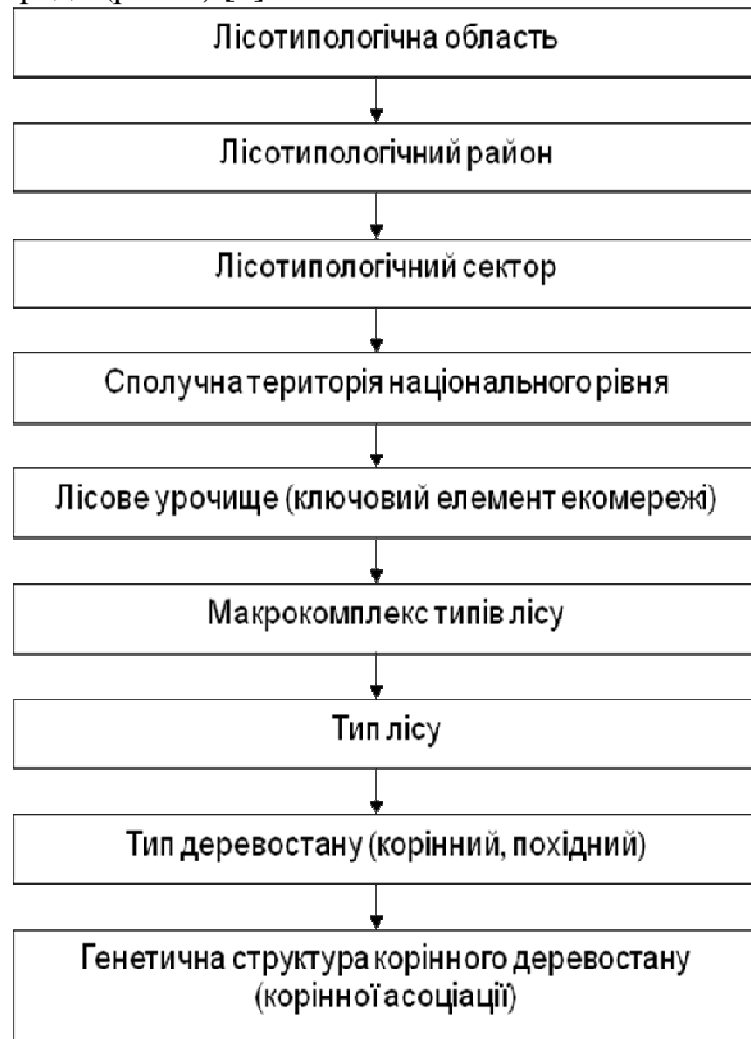 Лісотипологічна область
Лісотипологічний район
Лісотипологічний сектор
Сполучна територія національного рівня
Лісове урочище (ключовий елемент екомережі)
Макрокомплекс типів лісу
Тип лісу
Тип деревостану (корінний, похідний)
Генетична структура корінного деревостану
(корінної асоціації)